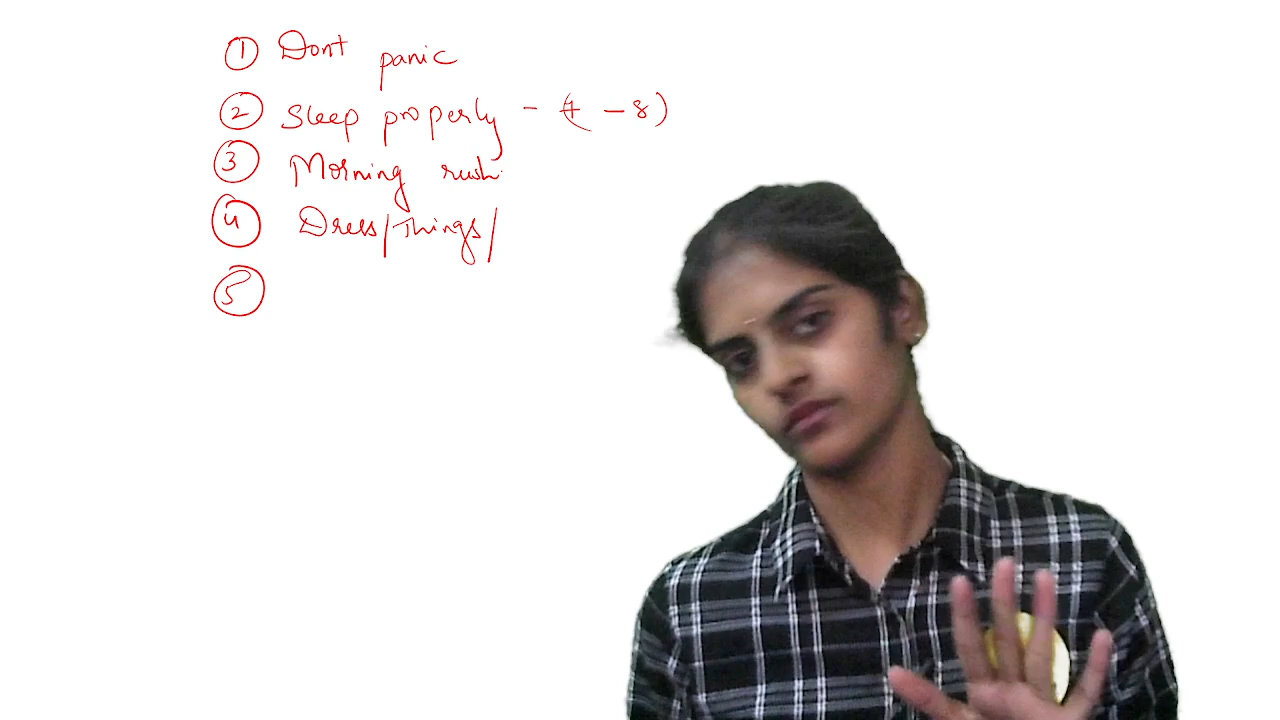 ① Dont panic
② Sleep properly - (7 - 8)
③ Morning rush
④ Dress/Things/
⑤